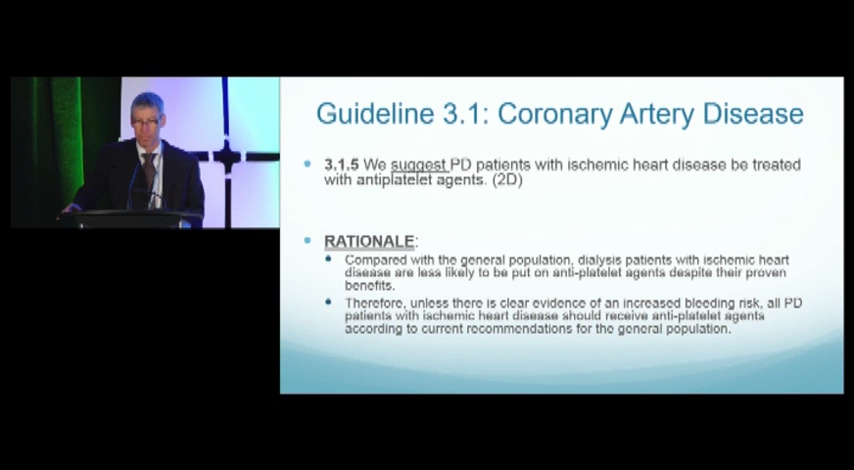 Guideline 3.1: Coronary Artery Disease
3.1.5 We suggest PD patients with ischemic heart disease be treated
with antiplatelet agents. (2D)
RATIONALE:
Compared with the general population, dialysis patients with ischemic heart
disease are less likely to be put on anti-platelet agents despite their proven
benefits.
Therefore, unless there is clear evidence of an increased bleeding risk, all PD
patients with ischemic heart disease should receive anti-platelet agents
according to current recommendations for the general population.